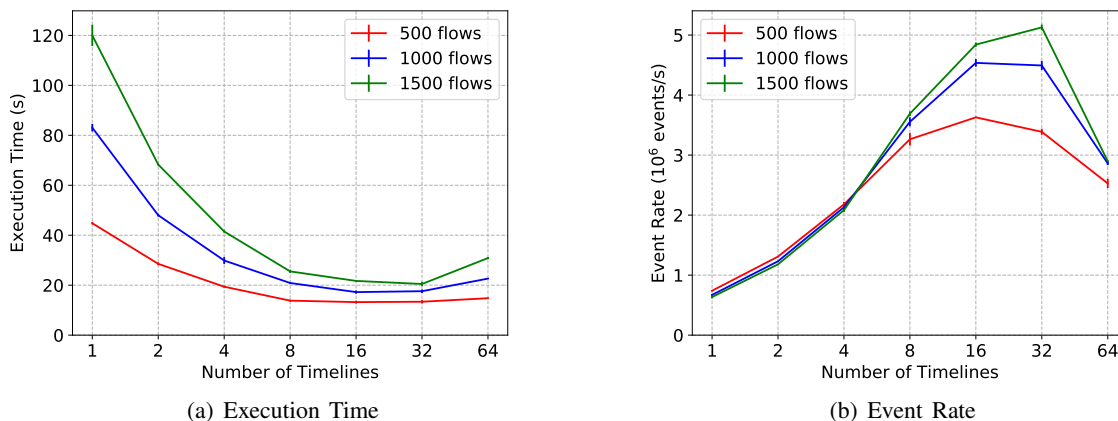 500 flows
1000 flows
1500 flows
120
100
80
60
40
20
0
Execution Time (s)
1 2 4 8 16 32 64
Number of Timelines
(a) Execution Time
500 flows
1000 flows
1500 flows
5
4
3
2
1
0
Event Rate (10⁶ events/s)
1 2 4 8 16 32 64
Number of Timelines
(b) Event Rate